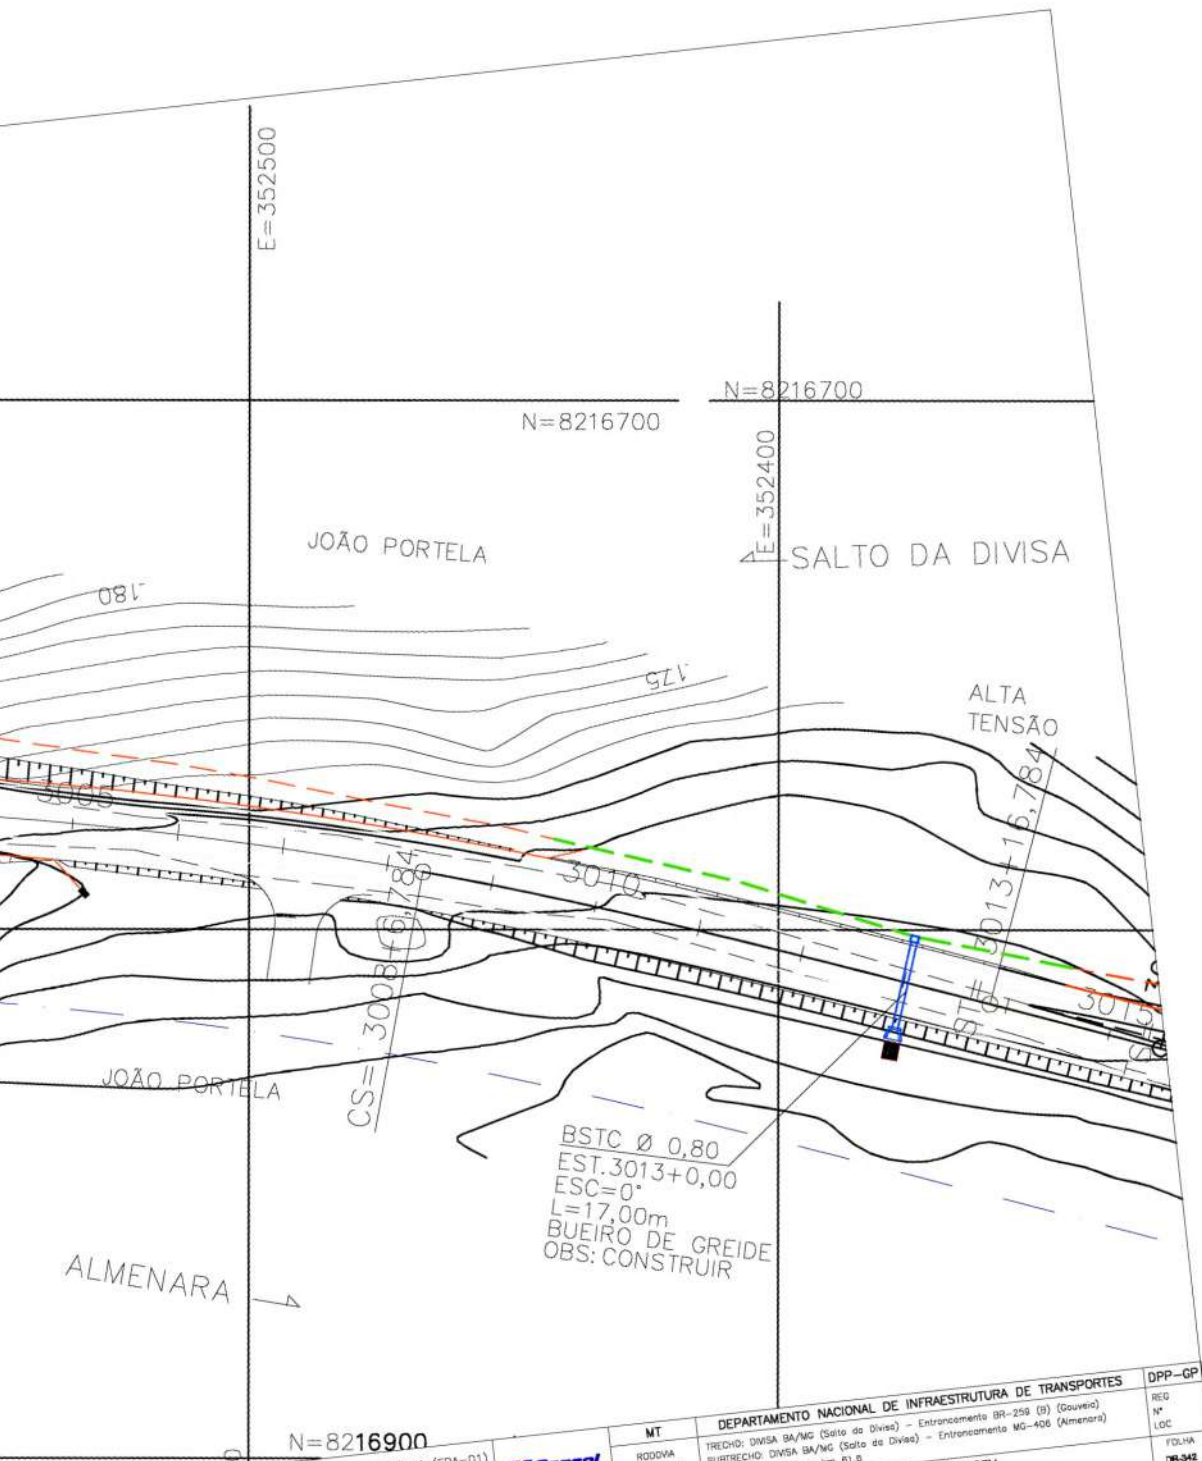 E=352500
N=8216700
N=8216700
E=352400
JOÃO PORTELA
SALTO DA DIVISA
180
175
ALTA
TENSÃO
3005
3010
3015
CS= 3008+6,784
ST= 3013+16,784
JOÃO PORTELA
BSTC Ø 0,80
EST.3013+0,00
ESC=0°
L=17,00m
BUEIRO DE GREIDE
OBS: CONSTRUIR
ALMENARA
N=8216900
MT
RODOVIA
DEPARTAMENTO NACIONAL DE INFRAESTRUTURA DE TRANSPORTES
TRECHO: DIVISA BA/MG (Salto da Divisa) - Entroncamento BR-259 (B) (Gouveia)
SUBTRECHO: DIVISA BA/MG (Salto da Divisa) - Entroncamento MG-406 (Almenara)
DPP-GP
REG
N°
LOC
FOLHA